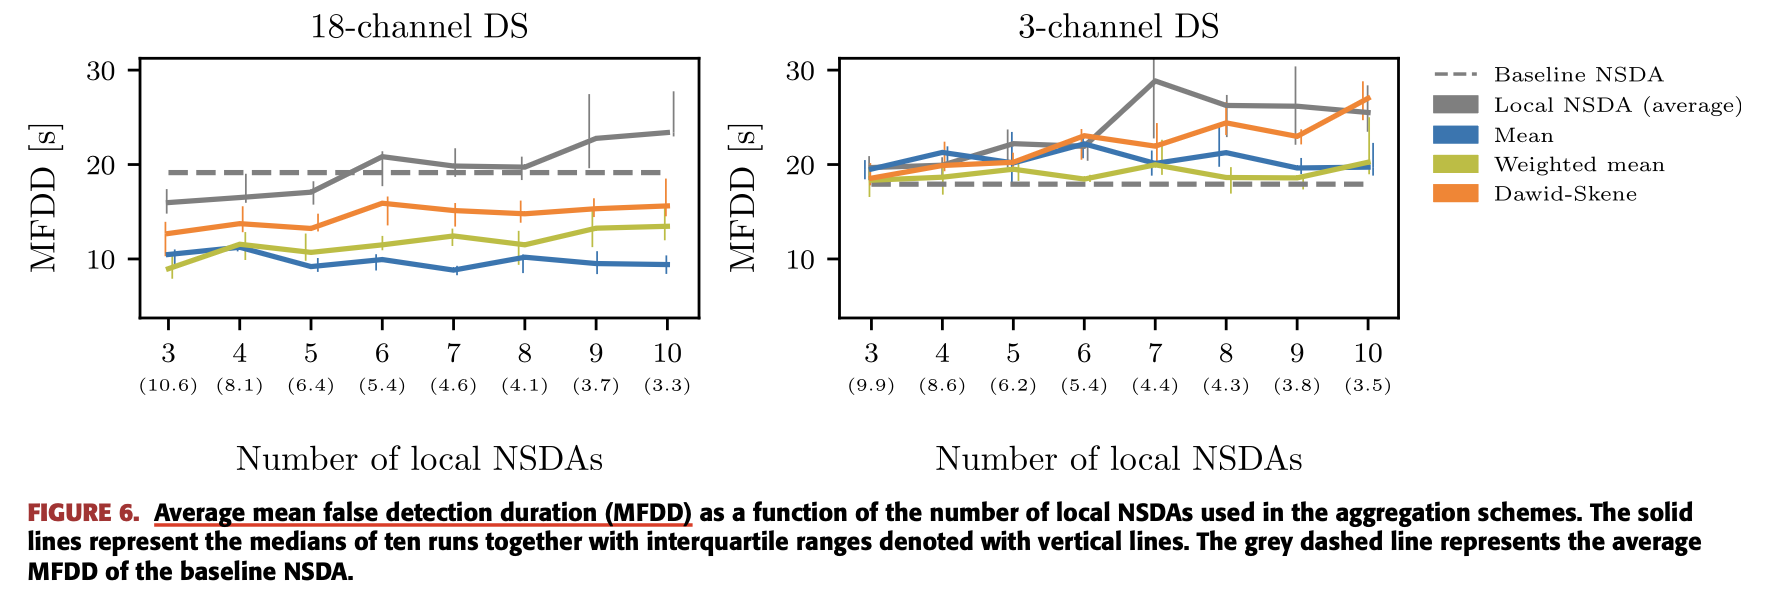 18-channel DS
30
20
10
MFDD [s]
3 4 5 6 7 8 9 10
(10.6) (8.1) (6.4) (5.4) (4.6) (4.1) (3.7) (3.3)
Number of local NSDAs
3-channel DS
30
20
10
MFDD [s]
3 4 5 6 7 8 9 10
(9.9) (8.6) (6.2) (5.4) (4.4) (4.3) (3.8) (3.5)
Number of local NSDAs
Baseline NSDA
Local NSDA (average)
Mean
Weighted mean
Dawid-Skene
FIGURE 6. Average mean false detection duration (MFDD) as a function of the number of local NSDAs used in the aggregation schemes. The solid
lines represent the medians of ten runs together with interquartile ranges denoted with vertical lines. The grey dashed line represents the average
MFDD of the baseline NSDA.